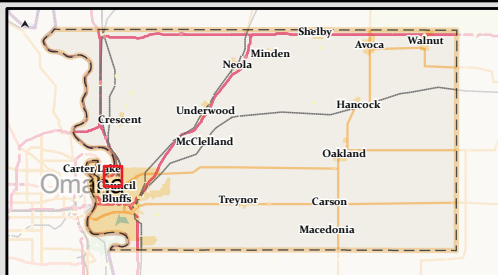 Shelby
Avoca
Walnut
Minden
Neola
Hancock
Underwood
Crescent
McClelland
Oakland
Carter Lake
Omaha
Council
Bluffs
Treynor
Carson
Macedonia